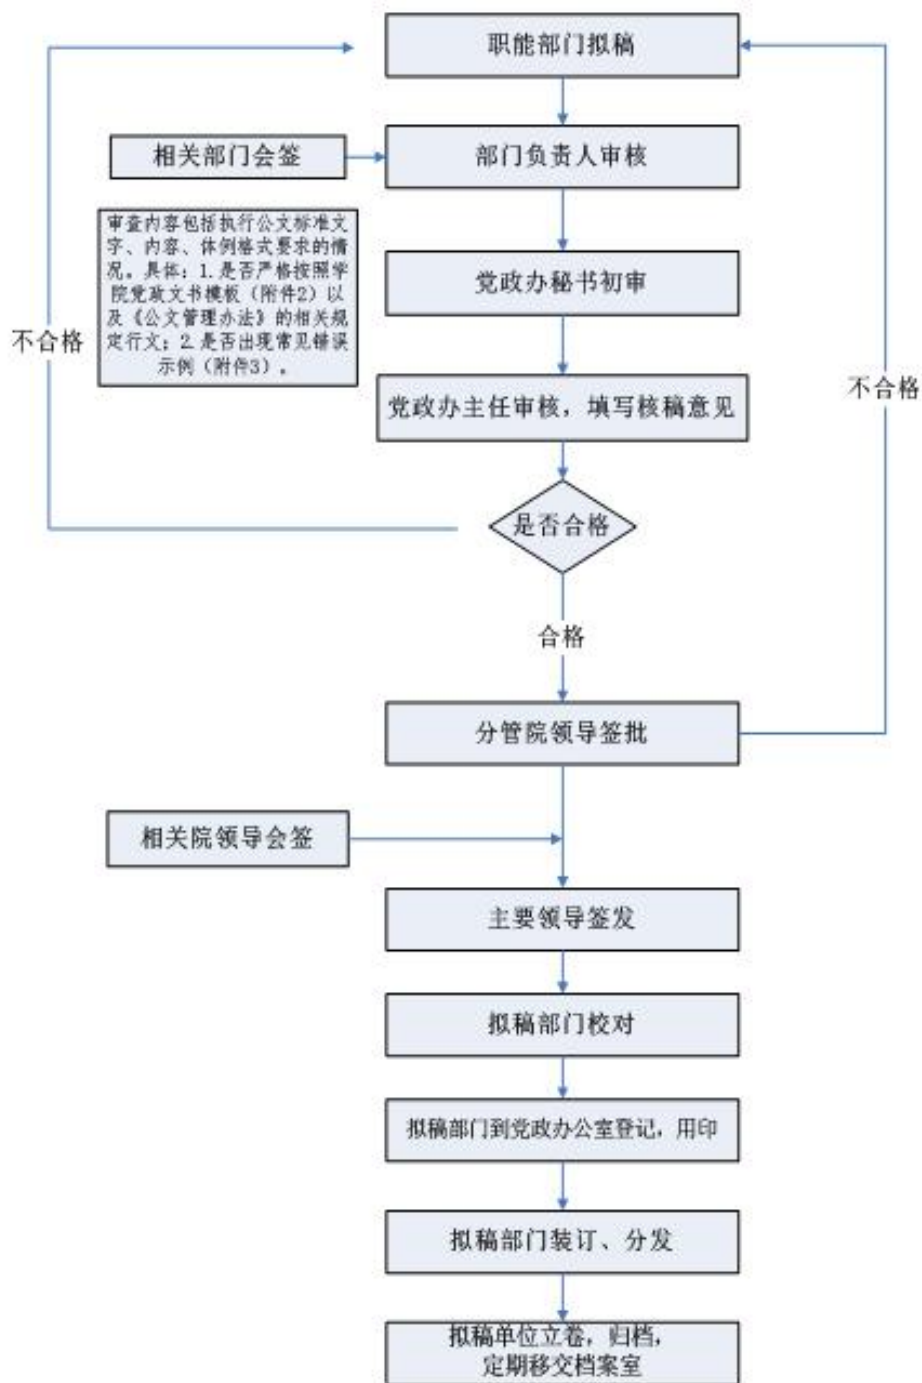 职能部门拟稿
相关部门会签
部门负责人审核
审查内容包括执行公文标准文
字、内容、体例格式要求的情
况。具体：1.是否严格按照学
院党政文书模板（附件2）以
及《公文管理办法》的相关规
定行文；2.是否出现常见错误
示例（附件3）。
党政办秘书初审
不合格
不合格
党政办主任审核，填写核稿意见
是否合格
合格
分管院领导签批
相关院领导会签
主要领导签发
拟稿部门校对
拟稿部门到党政办公室登记，用印
拟稿部门装订、分发
拟稿单位立卷，归档，
定期移交档案室